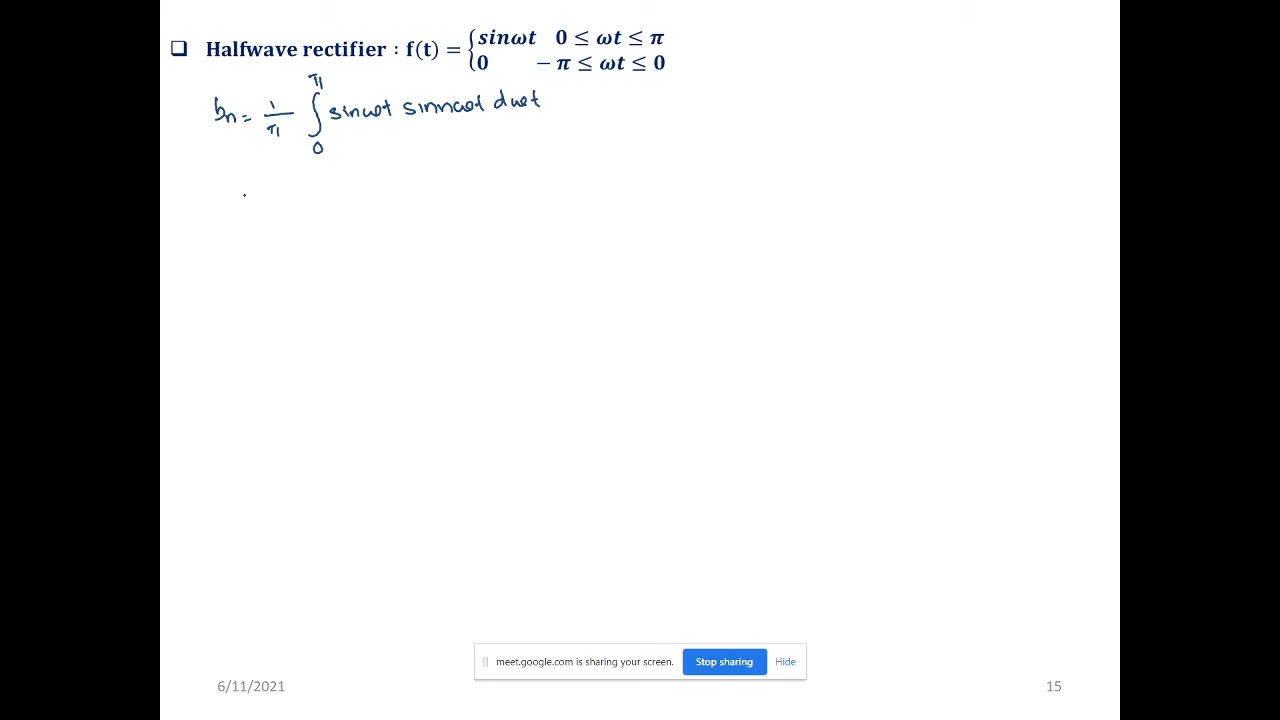 ❑ Halfwave rectifier : f(t) = { sinωt 0 ≤ ωt ≤ π
0 − π ≤ ωt ≤ 0
bn = 1/π ∫₀^π sinωt sinnωt dωt
meet.google.com is sharing your screen. Stop sharing Hide
6/11/2021 15